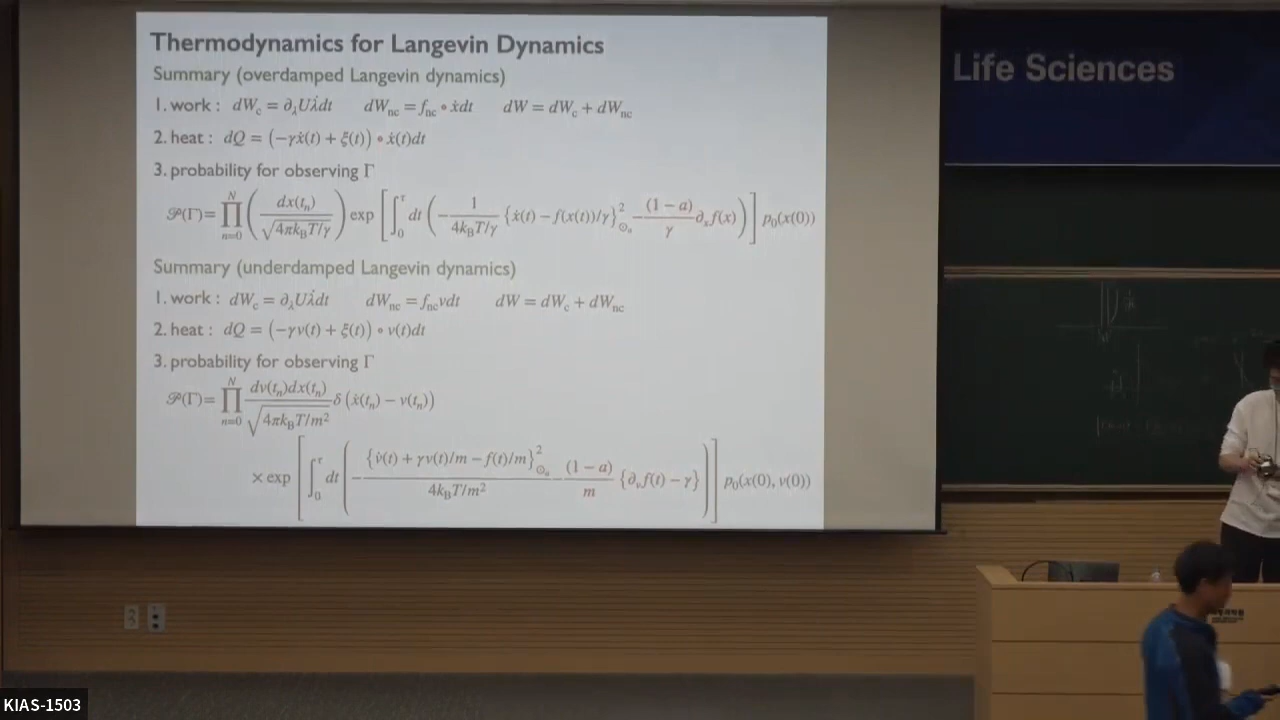 Thermodynamics for Langevin Dynamics
Life Sciences
Summary (overdamped Langevin dynamics)
1. work : dW_c = ∂_λU λ̇dt dW_nc = f_nc ∘ ẋdt dW = dW_c + dW_nc
2. heat : dQ = (−γẋ(t) + ξ(t)) ∘ ẋ(t)dt
3. probability for observing Γ
𝒫(Γ)= ∏_{n=0}^{N} ( dx(t_n) / √(4πk_BT/γ) ) exp [ ∫_0^τ dt ( − 1/(4k_BT/γ) {ẋ(t) − f(x(t))/γ}²_{⊙_a} − (1−a)/γ ∂_x f(x) ) ] p_0(x(0))
Summary (underdamped Langevin dynamics)
1. work : dW_c = ∂_λU λ̇dt dW_nc = f_nc vdt dW = dW_c + dW_nc
2. heat : dQ = (−γv(t) + ξ(t)) ∘ v(t)dt
3. probability for observing Γ
𝒫(Γ)= ∏_{n=0}^{N} dv(t_n)dx(t_n) / √(4πk_BT/m²) δ (ẋ(t_n) − v(t_n))
× exp [ ∫_0^τ dt ( − {v̇(t) + γv(t)/m − f(t)/m}²_{⊙_a} / (4k_BT/m²) − (1−a)/m {∂_v f(t) − γ} ) ] p_0(x(0), v(0))
KIAS-1503